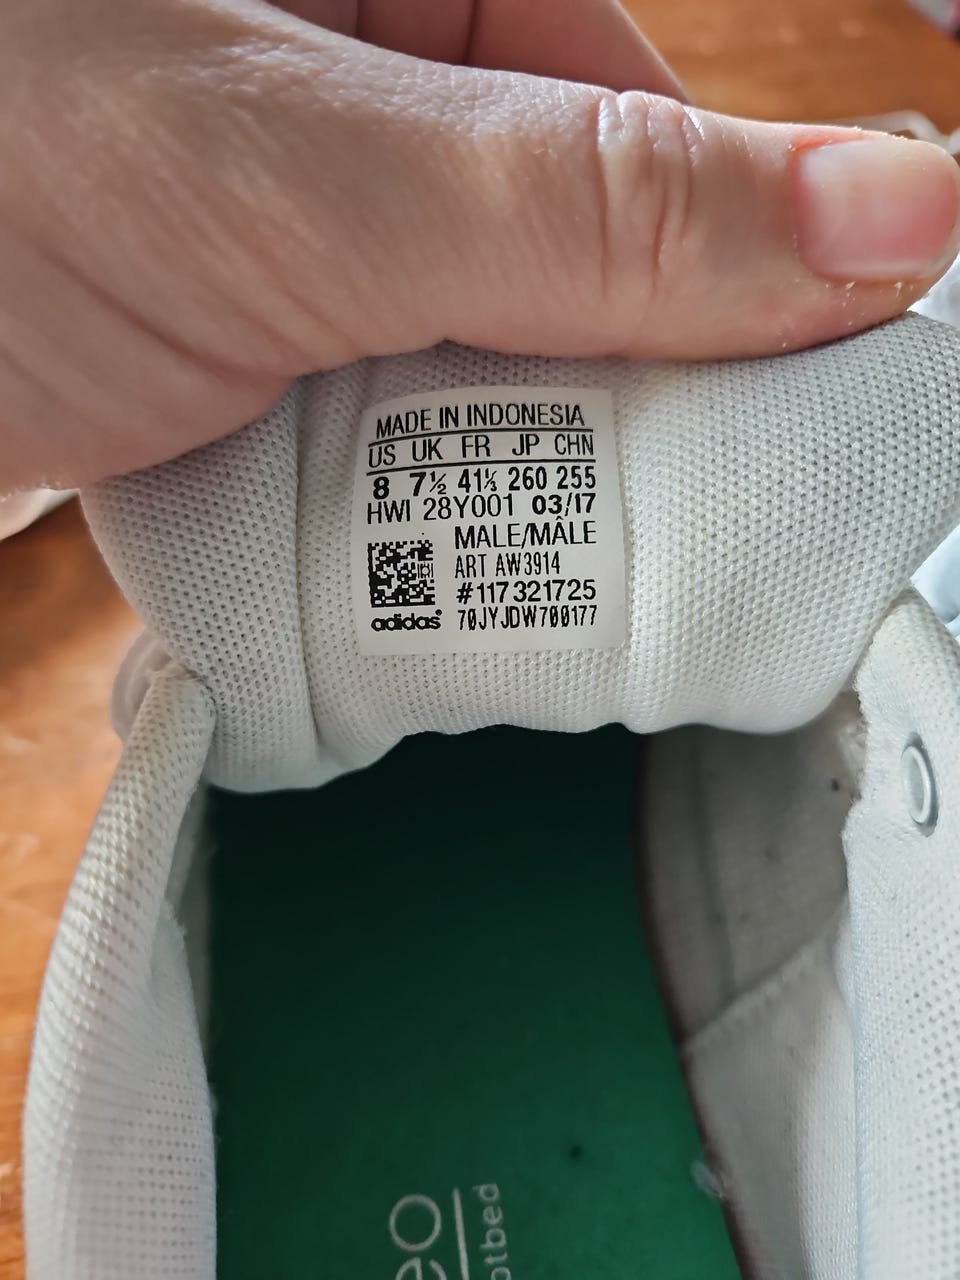 MADE IN INDONESIA
US UK FR JP CHN
8 7½ 41⅓ 260 255
HWI 28Y001 03/17
MALE/MÂLE
ART AW3914
#117321725
adidas® 70JYJDW700177
eo
otbed